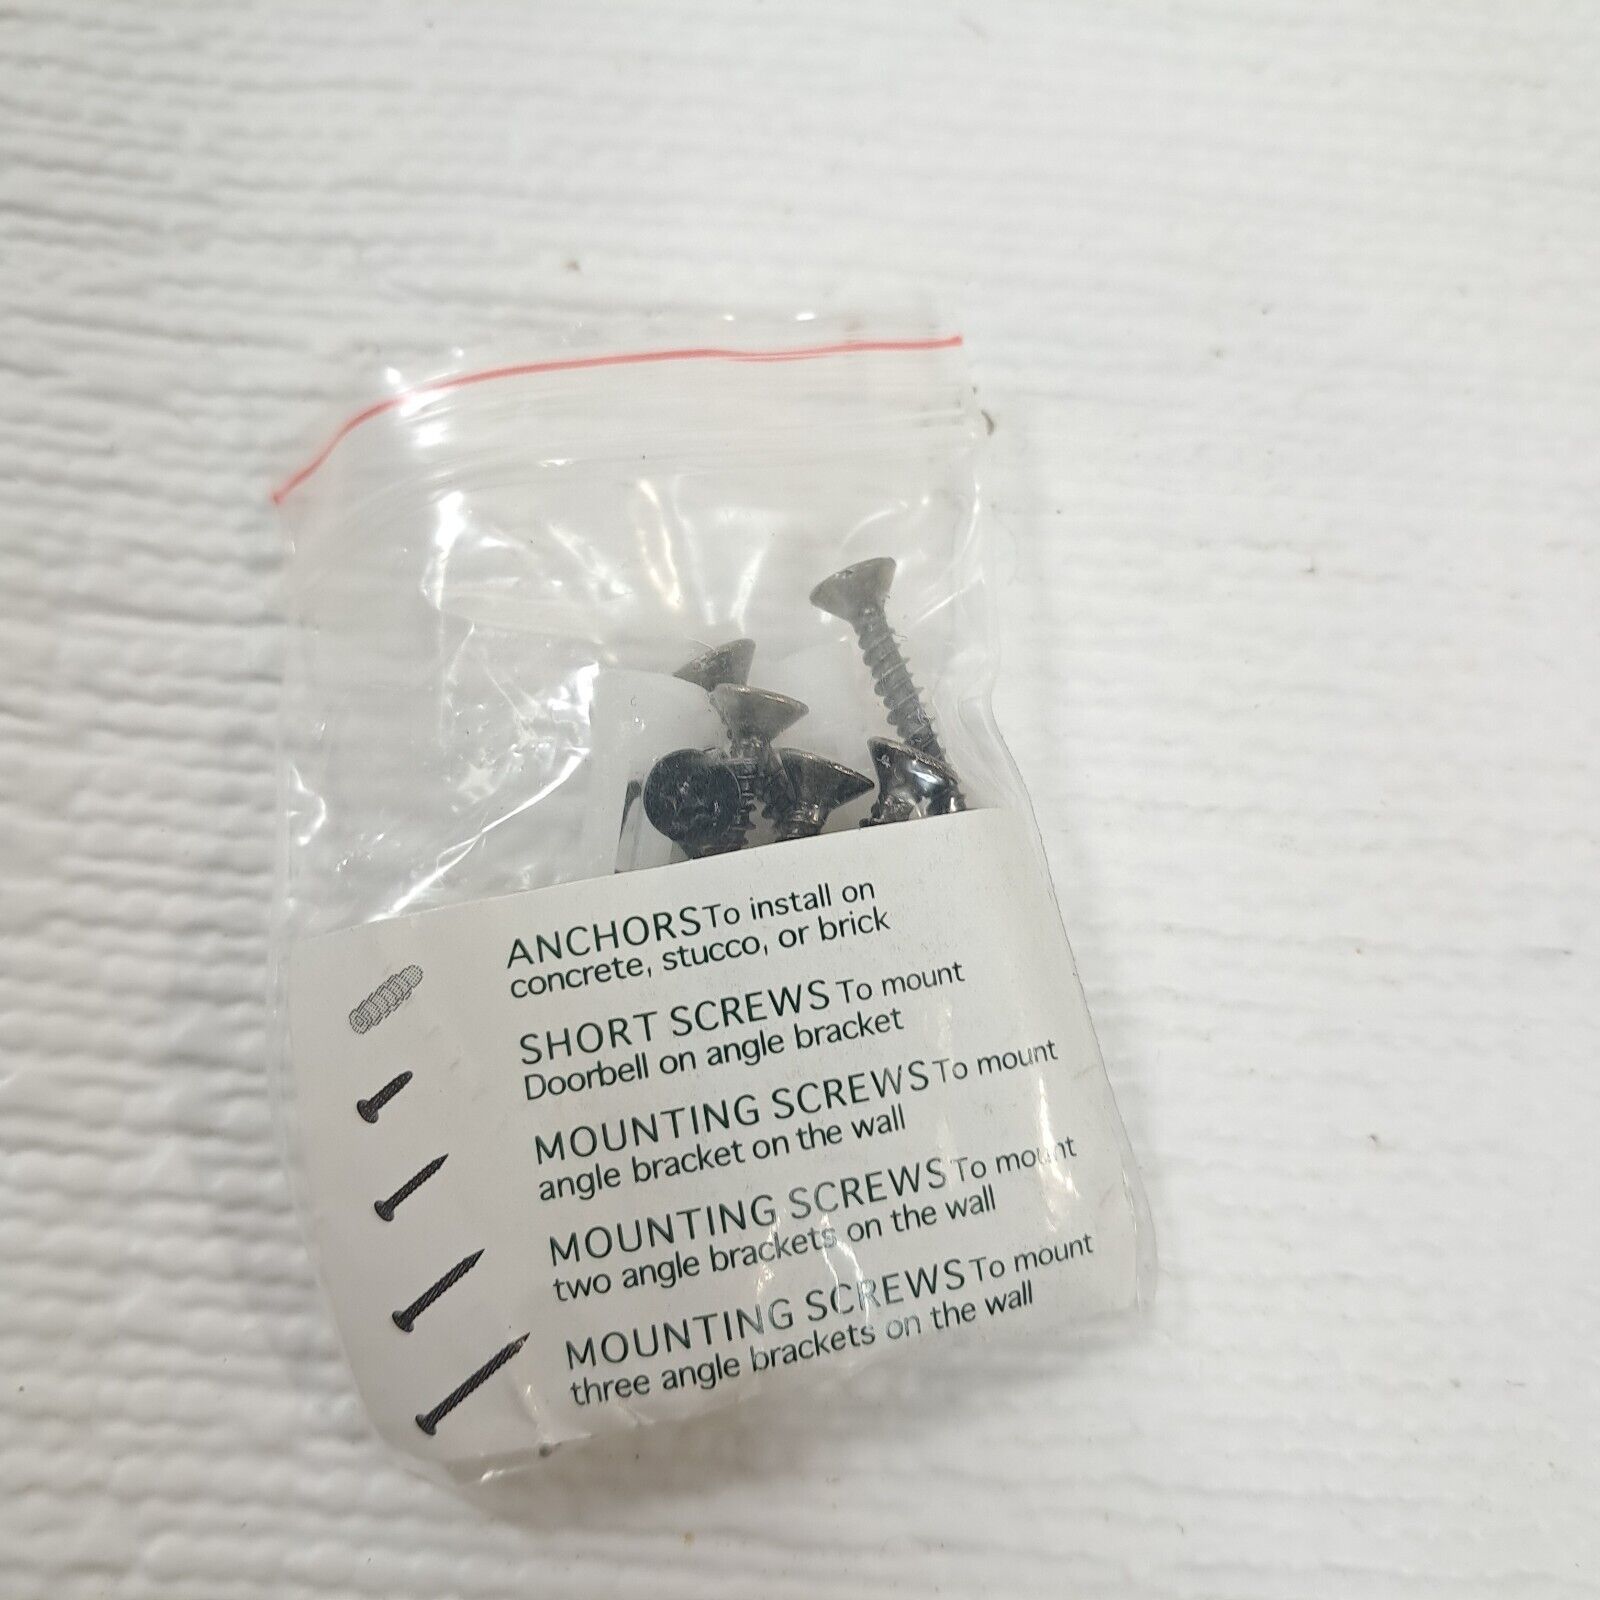 ANCHORS To install on
concrete, stucco, or brick
SHORT SCREWS To mount
Doorbell on angle bracket
MOUNTING SCREWS To mount
angle bracket on the wall
MOUNTING SCREWS To mount
two angle brackets on the wall
MOUNTING SCREWS To mount
three angle brackets on the wall